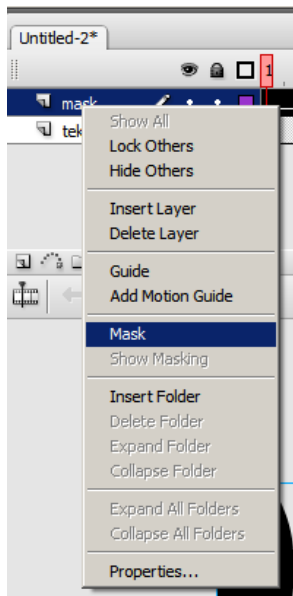 Untitled-2*
1
mask
tek
Show All
Lock Others
Hide Others
Insert Layer
Delete Layer
Guide
Add Motion Guide
Mask
Show Masking
Insert Folder
Delete Folder
Expand Folder
Collapse Folder
Expand All Folders
Collapse All Folders
Properties...